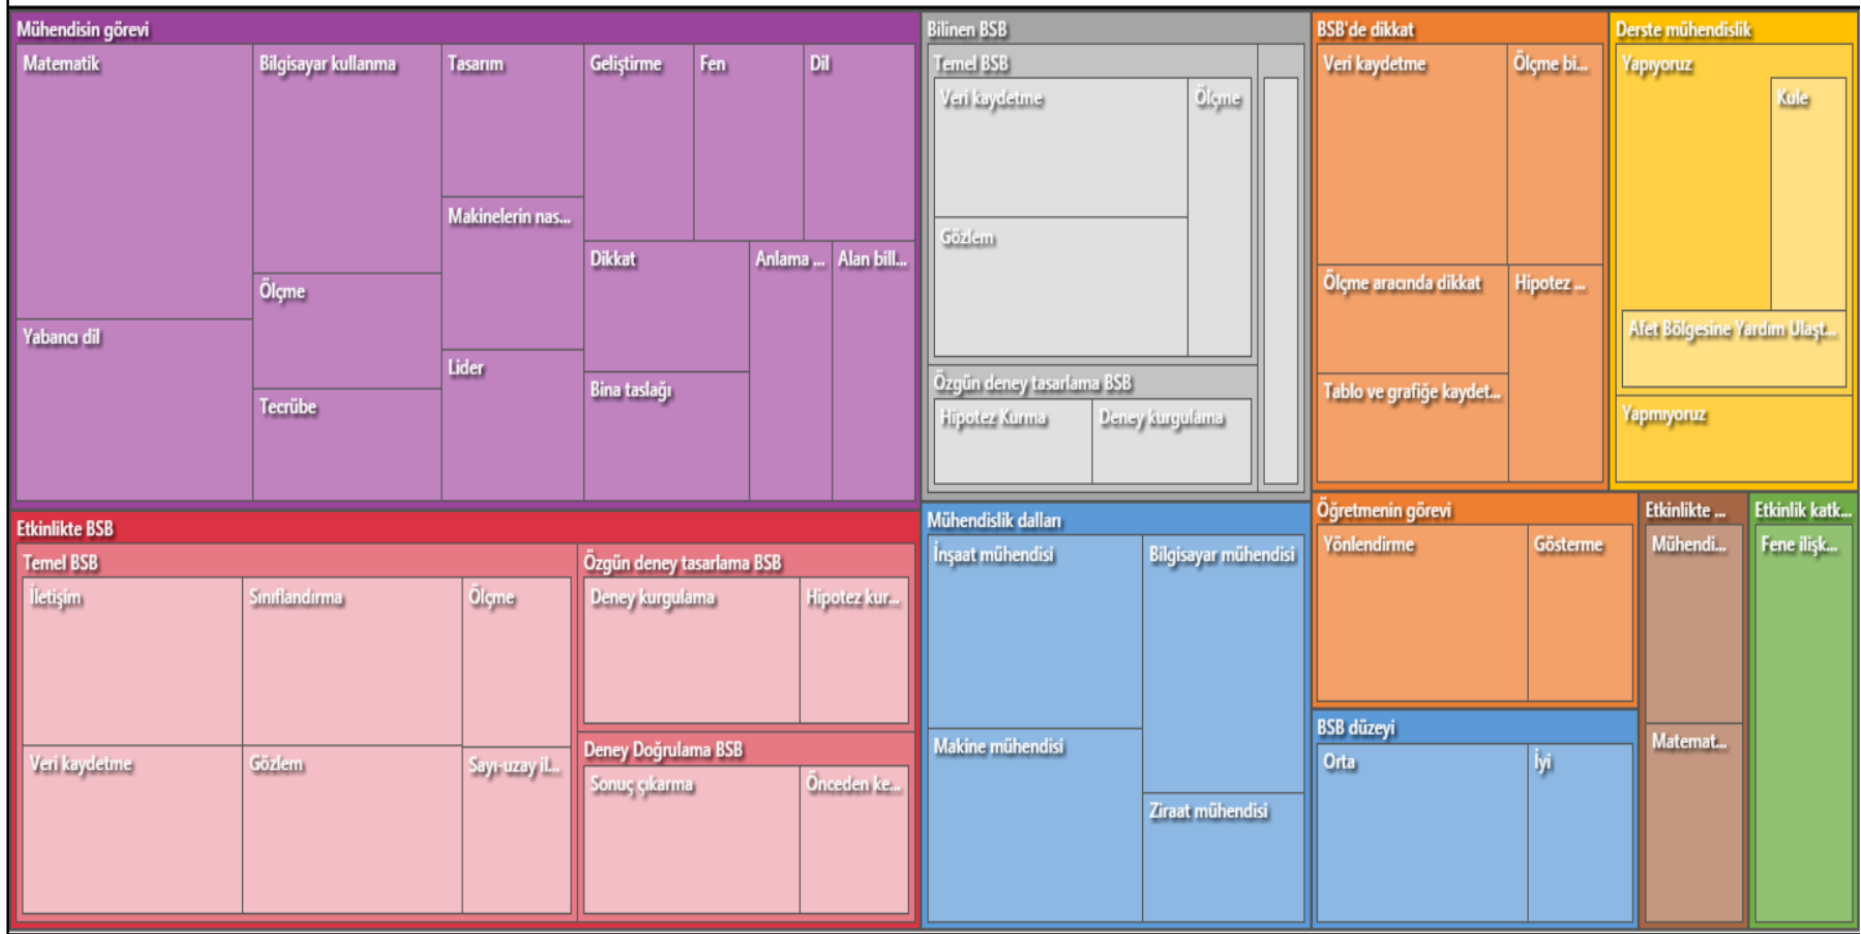 Mühendisin görevi
Matematik
Bilgisayar kullanma
Tasarım
Geliştirme
Fen
Dil
Makinelerin nas...
Dikkat
Anlama ...
Alan bill...
Ölçme
Yabancı dil
Lider
Bina taslağı
Tecrübe
Bilinen BSB
Temel BSB
Veri kaydetme
Ölçme
Gözlem
Özgün deney tasarlama BSB
Hipotez Kurma
Deney kurgulama
BSB'de dikkat
Veri kaydetme
Ölçme bi...
Ölçme aracında dikkat
Hipotez ...
Tablo ve grafiğe kaydet...
Derste mühendislik
Yapıyoruz
Kule
Afet Bölgesine Yardım Ulaşt...
Yapmıyoruz
Etkinlikte BSB
Temel BSB
İletişim
Sınıflandırma
Ölçme
Veri kaydetme
Gözlem
Sayı-uzay il...
Özgün deney tasarlama BSB
Deney kurgulama
Hipotez kur...
Deney Doğrulama BSB
Sonuç çıkarma
Önceden ke...
Mühendislik dalları
İnşaat mühendisi
Bilgisayar mühendisi
Makine mühendisi
Ziraat mühendisi
Öğretmenin görevi
Yönlendirme
Gösterme
BSB düzeyi
Orta
İyi
Etkinlikte ...
Mühendi...
Matemat...
Etkinlik katk...
Fene ilişk...